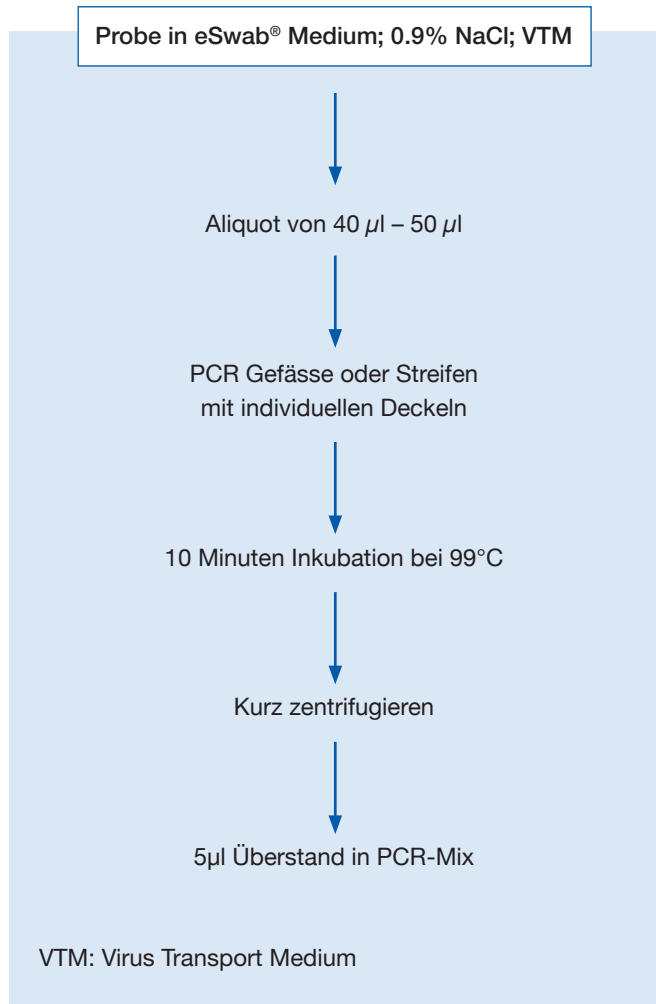 Probe in eSwab® Medium; 0.9% NaCl; VTM
Aliquot von 40 µl – 50 µl
PCR Gefässe oder Streifen
mit individuellen Deckeln
10 Minuten Inkubation bei 99°C
Kurz zentrifugieren
5µl Überstand in PCR-Mix
VTM: Virus Transport Medium